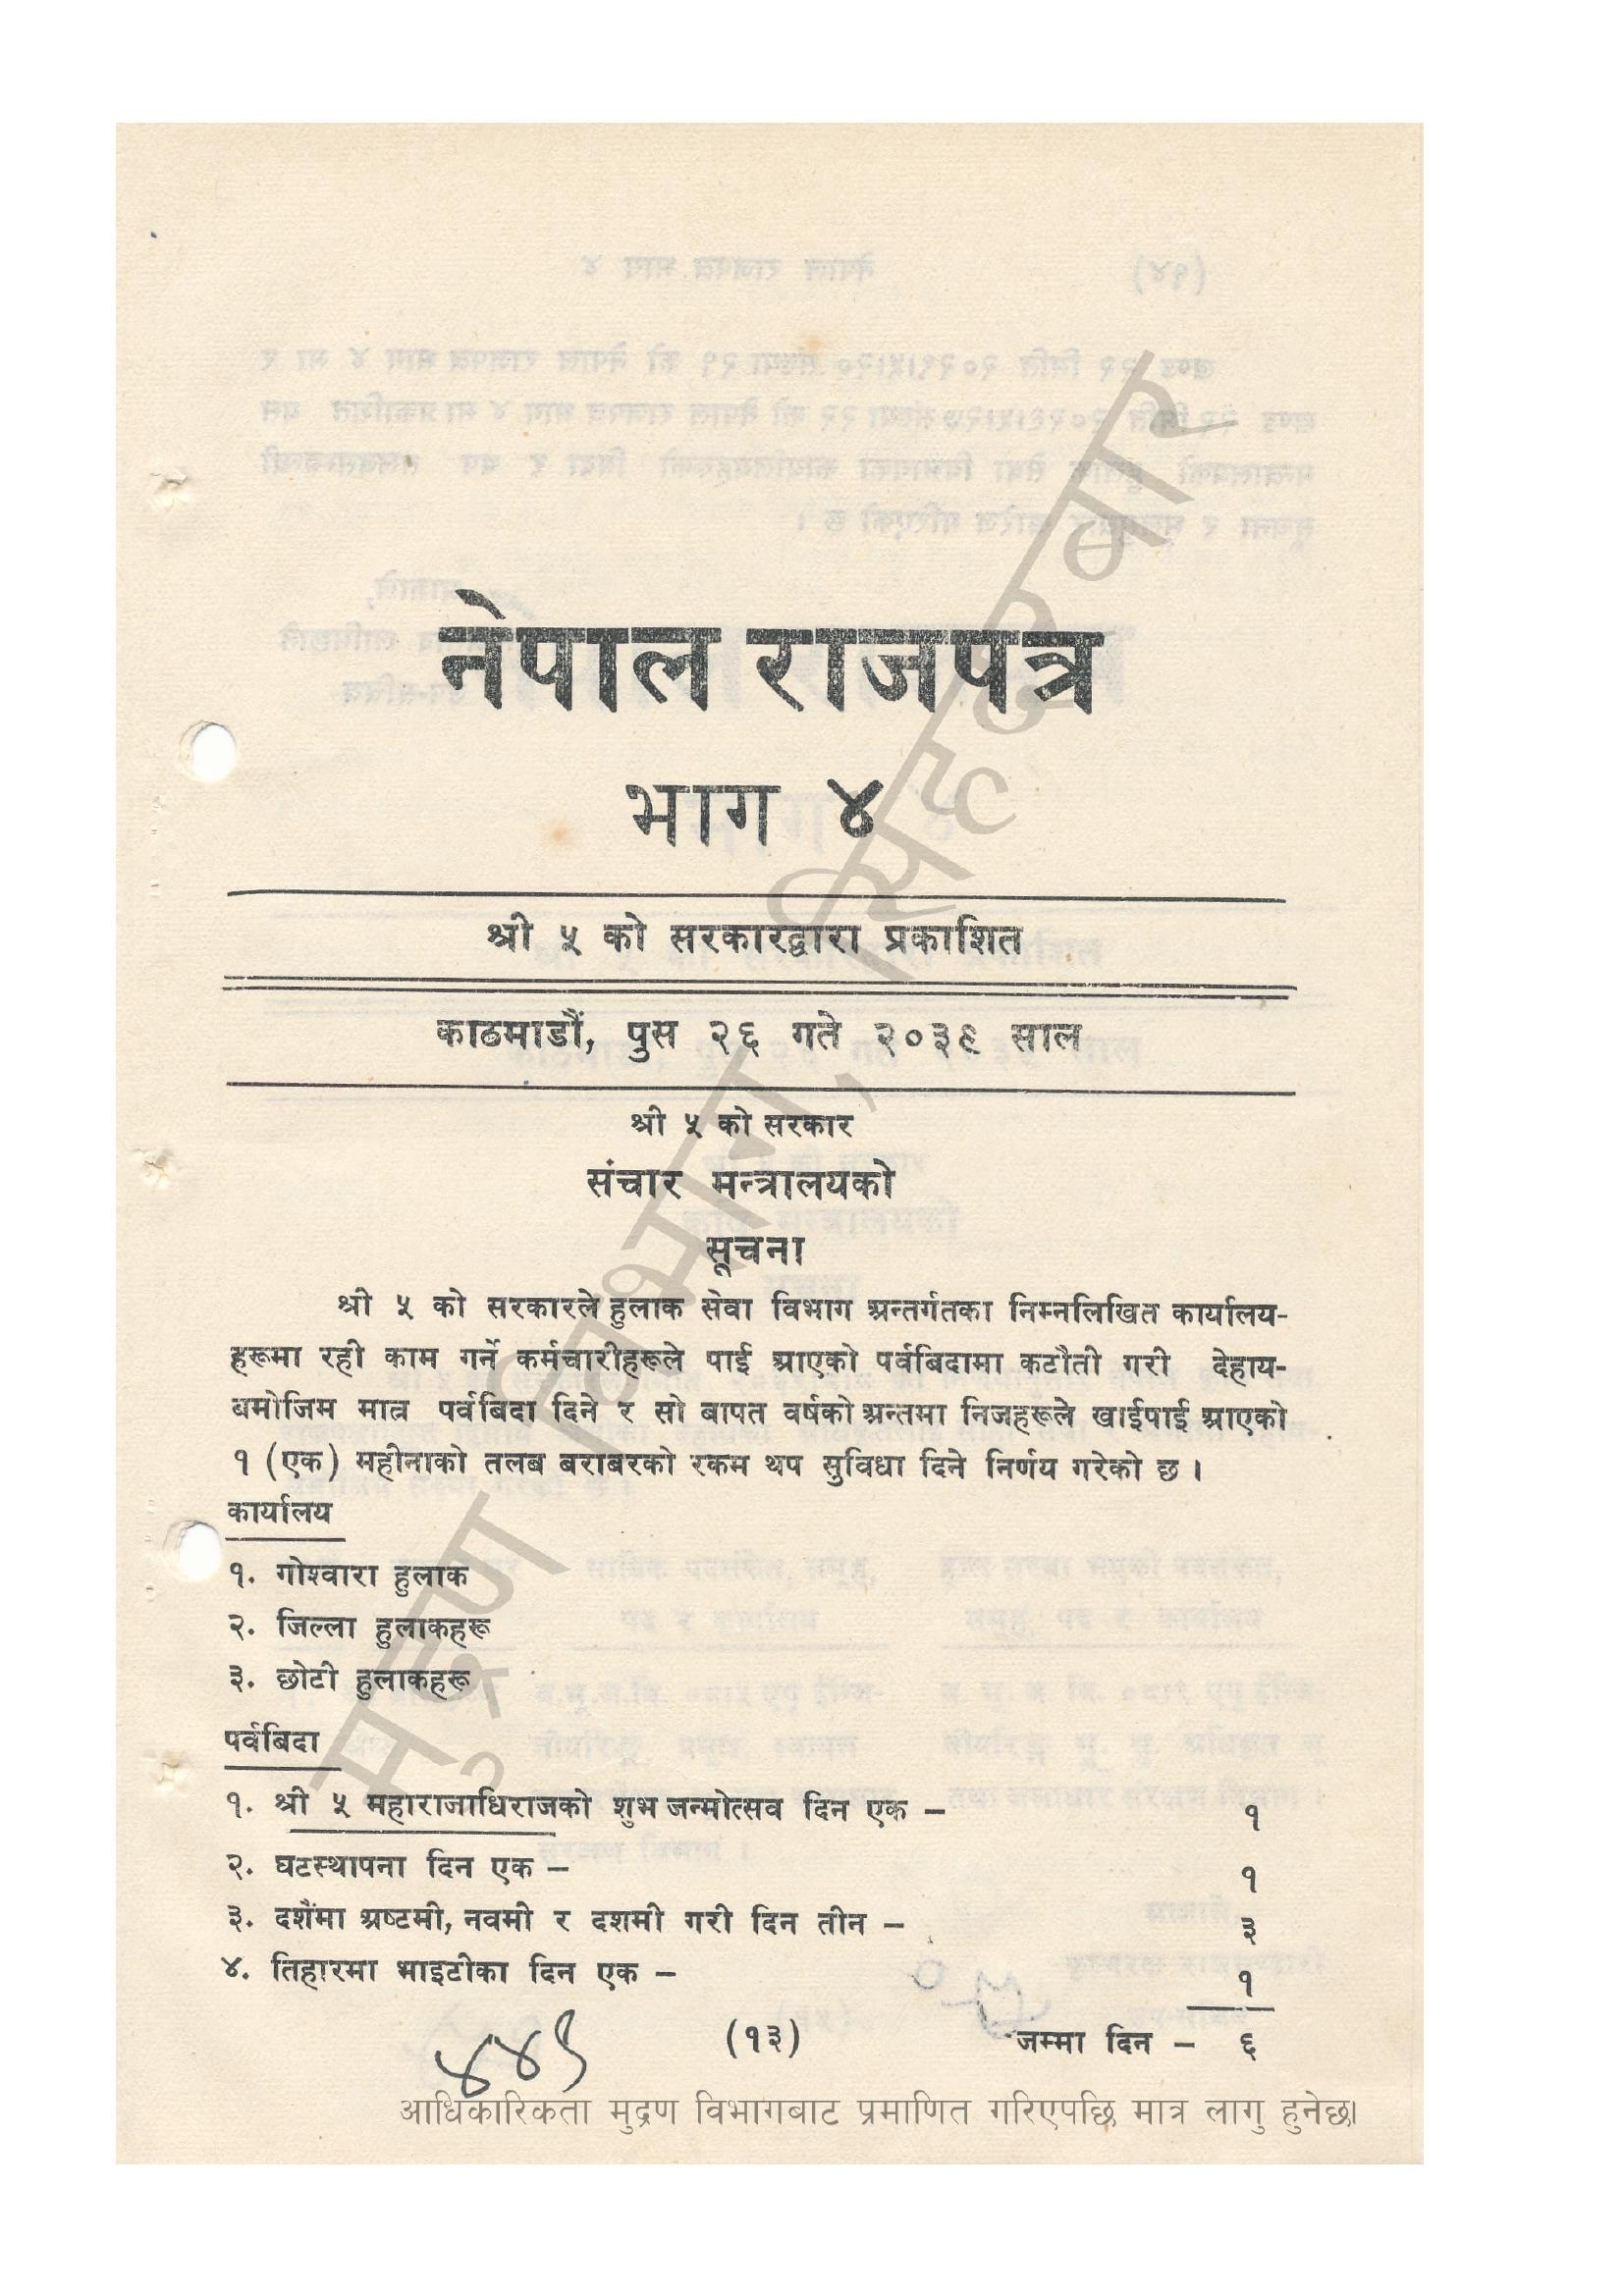 नेपाल राजपत्र
भाग ४
श्री ५ को सरकारद्वारा प्रकाशित
काठमाडौं, पुस २६ गते २०३९ साल
श्री ५ को सरकार
संचार मन्त्रालयको
सूचना
श्री ५ को सरकारले हुलाक सेवा विभाग अन्तर्गतका निम्नलिखित कार्यालय-
हरूमा रही काम गर्ने कर्मचारीहरूले पाई आएको पर्वबिदामा कटौती गरी देहाय-
बमोजिम मात्र पर्वबिदा दिने र सो बापत वर्षको अन्तमा निजहरूले खाईपाई आएको
१ (एक) महीनाको तलब बराबरको रकम थप सुविधा दिने निर्णय गरेको छ ।
कार्यालय
१. गोश्वारा हुलाक
२. जिल्ला हुलाकहरू
३. छोटी हुलाकहरू
पर्वबिदा
१. श्री ५ महाराजाधिराजको शुभ जन्मोत्सव दिन एक – १
२. घटस्थापना दिन एक – १
३. दशैंमा अष्टमी, नवमी र दशमी गरी दिन तीन – ३
४. तिहारमा भाइटीका दिन एक – १
जम्मा दिन – ६
(१३)
४४९
मुद्रण विभाग, सिंहदरवार
आधिकारिकता मुद्रण विभागबाट प्रमाणित गरिएपछि मात्र लागु हुनेछ।